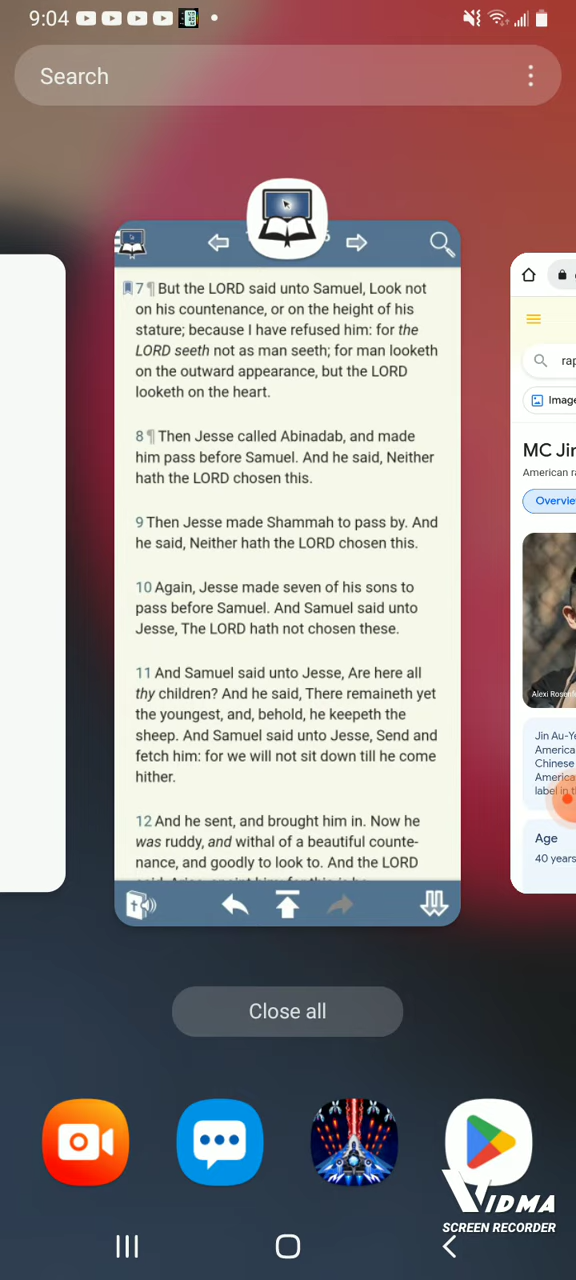 9:04
Search
7 ¶ But the LORD said unto Samuel, Look not
on his countenance, or on the height of his
stature; because I have refused him: for the
LORD seeth not as man seeth; for man looketh
on the outward appearance, but the LORD
looketh on the heart.
8 ¶ Then Jesse called Abinadab, and made
him pass before Samuel. And he said, Neither
hath the LORD chosen this.
9 Then Jesse made Shammah to pass by. And
he said, Neither hath the LORD chosen this.
10 Again, Jesse made seven of his sons to
pass before Samuel. And Samuel said unto
Jesse, The LORD hath not chosen these.
11 And Samuel said unto Jesse, Are here all
thy children? And he said, There remaineth yet
the youngest, and, behold, he keepeth the
sheep. And Samuel said unto Jesse, Send and
fetch him: for we will not sit down till he come
hither.
12 And he sent, and brought him in. Now he
was ruddy, and withal of a beautiful counte-
nance, and goodly to look to. And the LORD
rap
Image
MC Jin
American ra
Overvie
Alexi Rosenf
Jin Au-Ye
America
Chinese
America
label in th
Age
40 years
Close all
VIDMA
SCREEN RECORDER